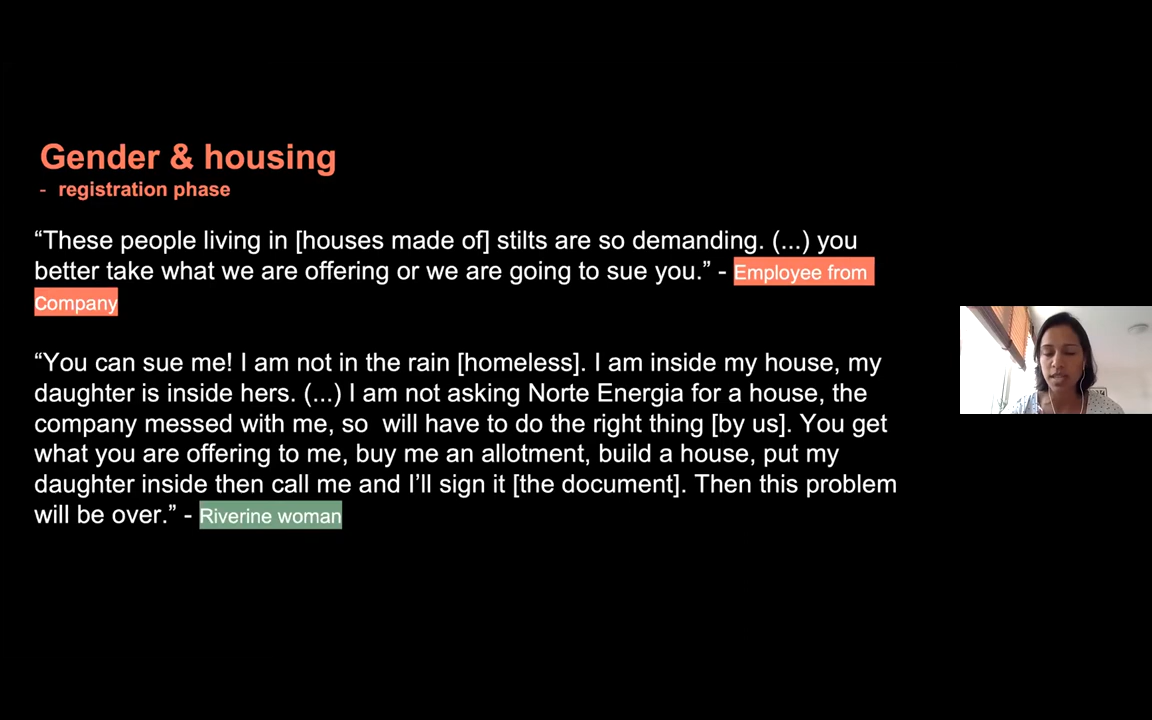 Gender & housing
- registration phase
“These people living in [houses made of] stilts are so demanding. (...) you
better take what we are offering or we are going to sue you.” - Employee from
Company
“You can sue me! I am not in the rain [homeless]. I am inside my house, my
daughter is inside hers. (...) I am not asking Norte Energia for a house, the
company messed with me, so  will have to do the right thing [by us]. You get
what you are offering to me, buy me an allotment, build a house, put my
daughter inside then call me and I’ll sign it [the document]. Then this problem
will be over.” - Riverine woman